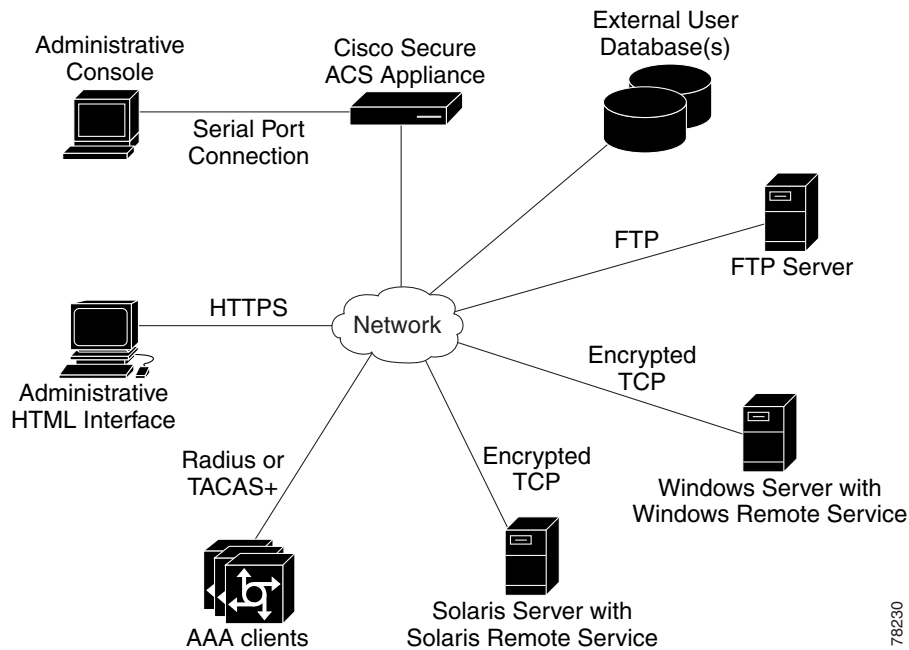 Administrative
Console
Cisco Secure
ACS Appliance
External User
Database(s)
Serial Port
Connection
FTP
FTP Server
HTTPS
Network
Administrative
HTML Interface
Encrypted
TCP
Radius or
TACAS+
Encrypted
TCP
Windows Server with
Windows Remote Service
AAA clients
Solaris Server with
Solaris Remote Service
78230